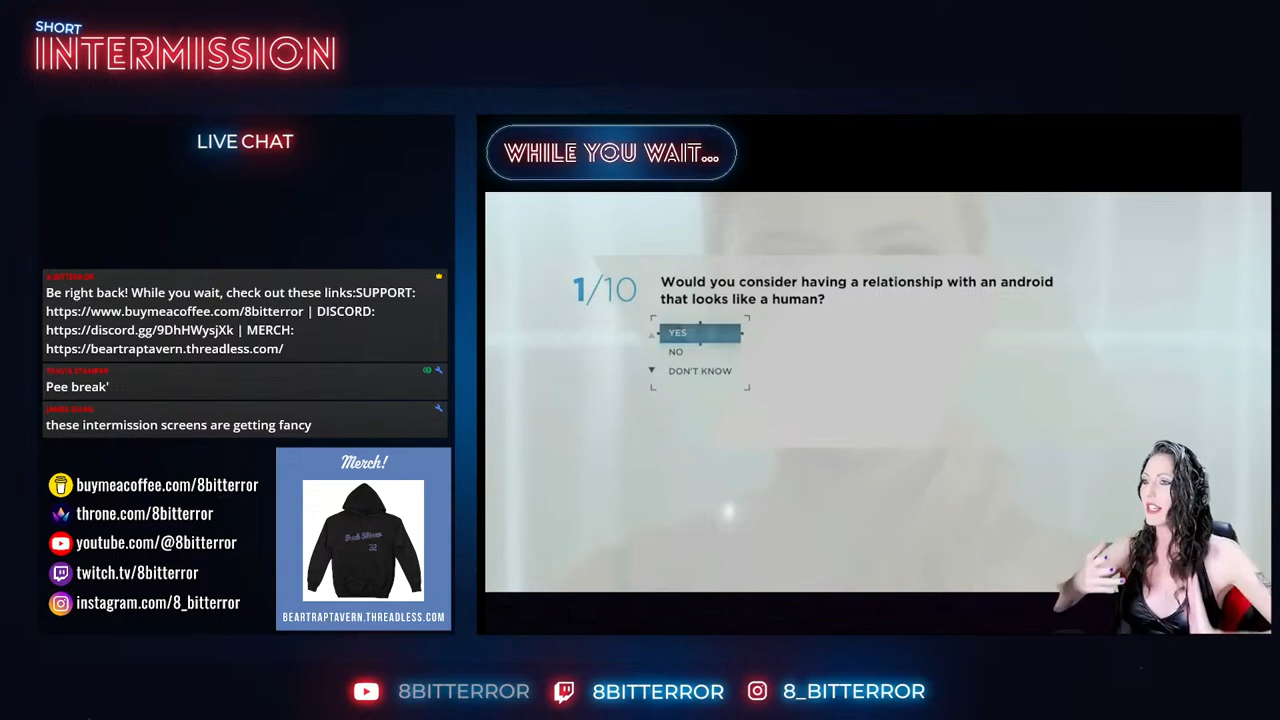 SHORT
INTERMISSION
LIVE CHAT
8-BITTERROR
Be right back! While you wait, check out these links:SUPPORT:
https://www.buymeacoffee.com/8bitterror | DISCORD:
https://discord.gg/9DhHWysjXk | MERCH:
https://beartraptavern.threadless.com/
Pee break'
these intermission screens are getting fancy
buymeacoffee.com/8bitterror
throne.com/8bitterror
youtube.com/@8bitterror
twitch.tv/8bitterror
instagram.com/8_bitterror
Merch!
32
BEARTRAPTAVERN.THREADLESS.COM
WHILE YOU WAIT...
1/10
Would you consider having a relationship with an android
that looks like a human?
YES
NO
DON'T KNOW
8BITTERROR
8BITTERROR
8_BITTERROR